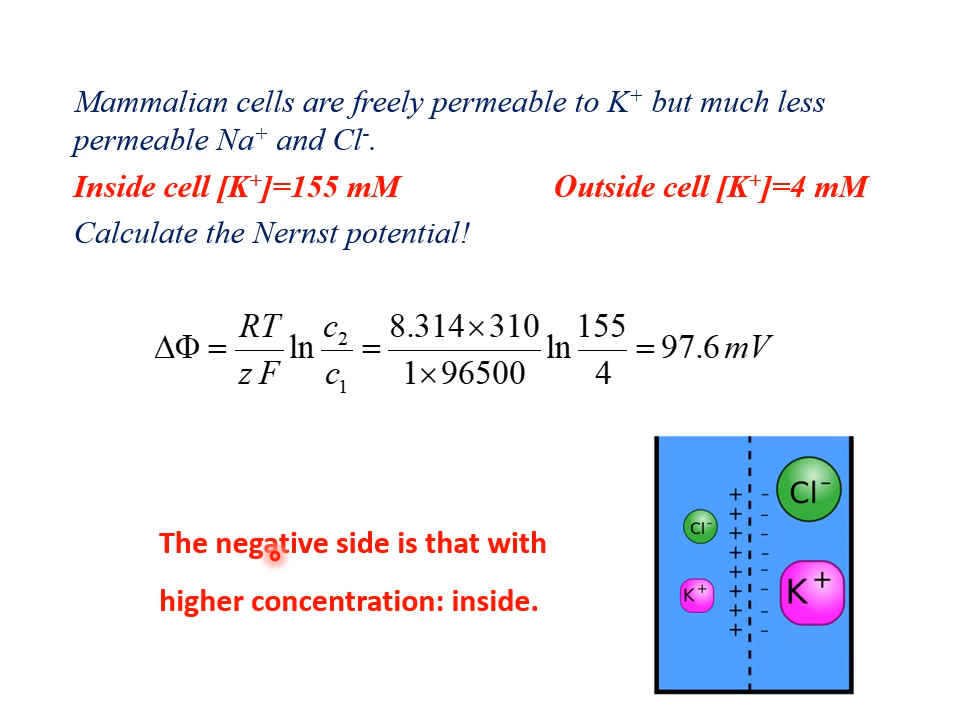 Mammalian cells are freely permeable to K⁺ but much less
permeable Na⁺ and Cl⁻.
Inside cell [K⁺]=155 mM Outside cell [K⁺]=4 mM
Calculate the Nernst potential!
ΔΦ = RT/z F ln c₂/c₁ = 8.314×310/1×96500 ln 155/4 = 97.6 mV
The negative side is that with
higher concentration: inside.
Cl⁻
Cl⁻
K⁺
K⁺
+ -
+ -
+ -
+ -
+ -
+ -
+ -
+ -